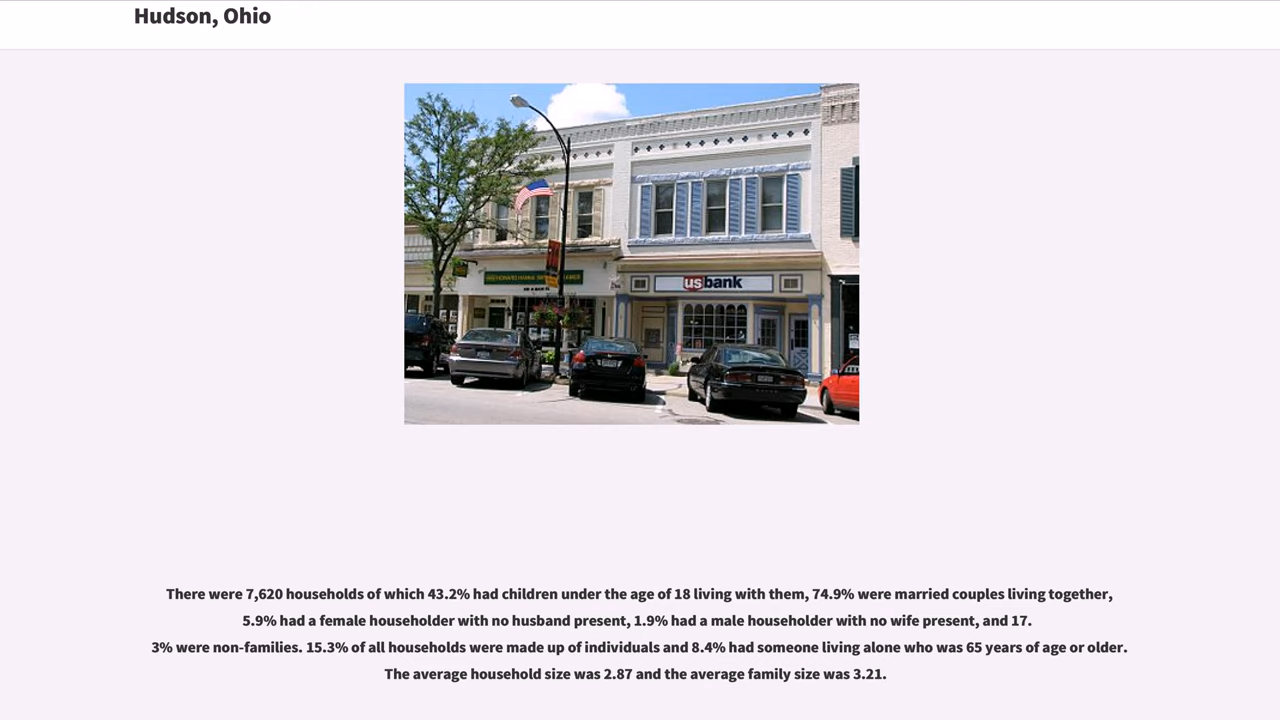 Hudson, Ohio
usbank
There were 7,620 households of which 43.2% had children under the age of 18 living with them, 74.9% were married couples living together,
5.9% had a female householder with no husband present, 1.9% had a male householder with no wife present, and 17.
3% were non-families. 15.3% of all households were made up of individuals and 8.4% had someone living alone who was 65 years of age or older.
The average household size was 2.87 and the average family size was 3.21.